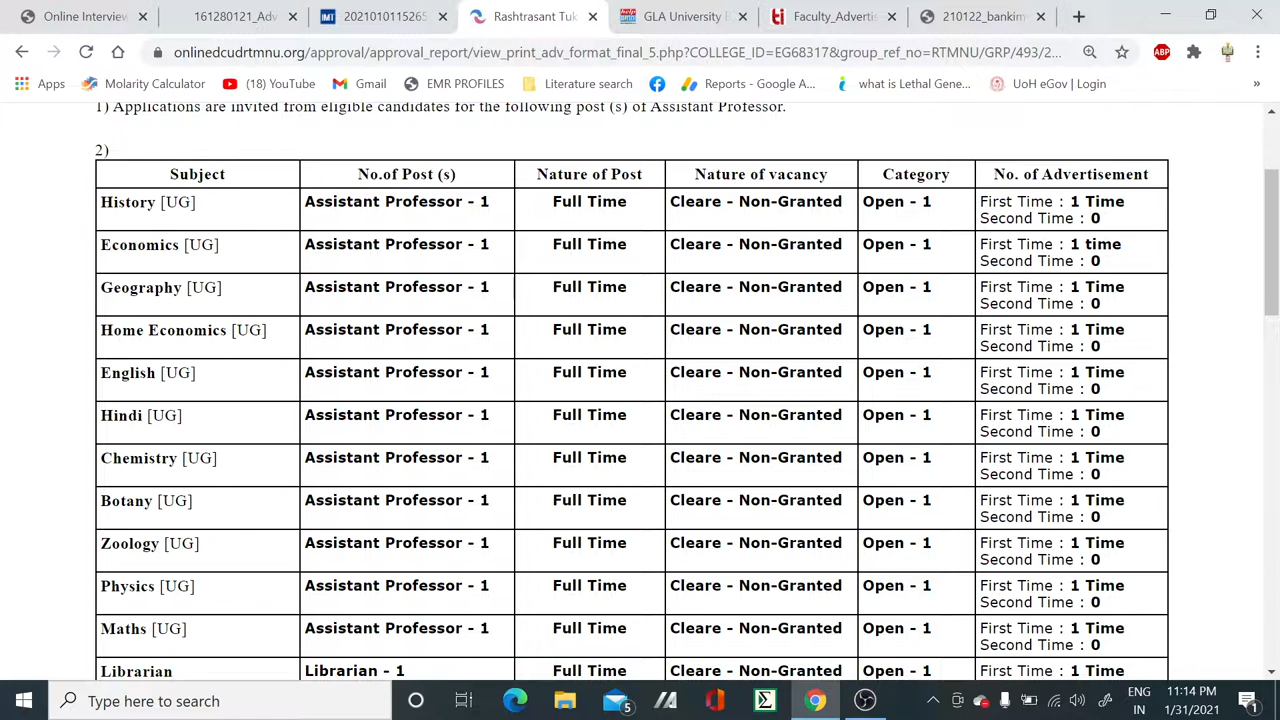 Online Interview
161280121_Adv
2021010115265
Rashtrasant Tuk
GLA University B
Faculty_Advertis
210122_bankim
onlinedcudrtmnu.org/approval/approval_report/view_print_adv_format_final_5.php?COLLEGE_ID=EG68317&group_ref_no=RTMNU/GRP/493/2...
Apps
Molarity Calculator
(18) YouTube
Gmail
EMR PROFILES
Literature search
Reports - Google A...
what is Lethal Gene...
UoH eGov | Login
1) Applications are invited from eligible candidates for the following post (s) of Assistant Professor.
2)
Subject No.of Post (s) Nature of Post Nature of vacancy Category No. of Advertisement
History [UG] Assistant Professor - 1 Full Time Cleare - Non-Granted Open - 1 First Time : 1 Time
Second Time : 0
Economics [UG] Assistant Professor - 1 Full Time Cleare - Non-Granted Open - 1 First Time : 1 time
Second Time : 0
Geography [UG] Assistant Professor - 1 Full Time Cleare - Non-Granted Open - 1 First Time : 1 Time
Second Time : 0
Home Economics [UG] Assistant Professor - 1 Full Time Cleare - Non-Granted Open - 1 First Time : 1 Time
Second Time : 0
English [UG] Assistant Professor - 1 Full Time Cleare - Non-Granted Open - 1 First Time : 1 Time
Second Time : 0
Hindi [UG] Assistant Professor - 1 Full Time Cleare - Non-Granted Open - 1 First Time : 1 Time
Second Time : 0
Chemistry [UG] Assistant Professor - 1 Full Time Cleare - Non-Granted Open - 1 First Time : 1 Time
Second Time : 0
Botany [UG] Assistant Professor - 1 Full Time Cleare - Non-Granted Open - 1 First Time : 1 Time
Second Time : 0
Zoology [UG] Assistant Professor - 1 Full Time Cleare - Non-Granted Open - 1 First Time : 1 Time
Second Time : 0
Physics [UG] Assistant Professor - 1 Full Time Cleare - Non-Granted Open - 1 First Time : 1 Time
Second Time : 0
Maths [UG] Assistant Professor - 1 Full Time Cleare - Non-Granted Open - 1 First Time : 1 Time
Second Time : 0
Librarian Librarian - 1 Full Time Cleare - Non-Granted Open - 1 First Time : 1 Time
Type here to search
5
ENG
IN
11:14 PM
1/31/2021
1